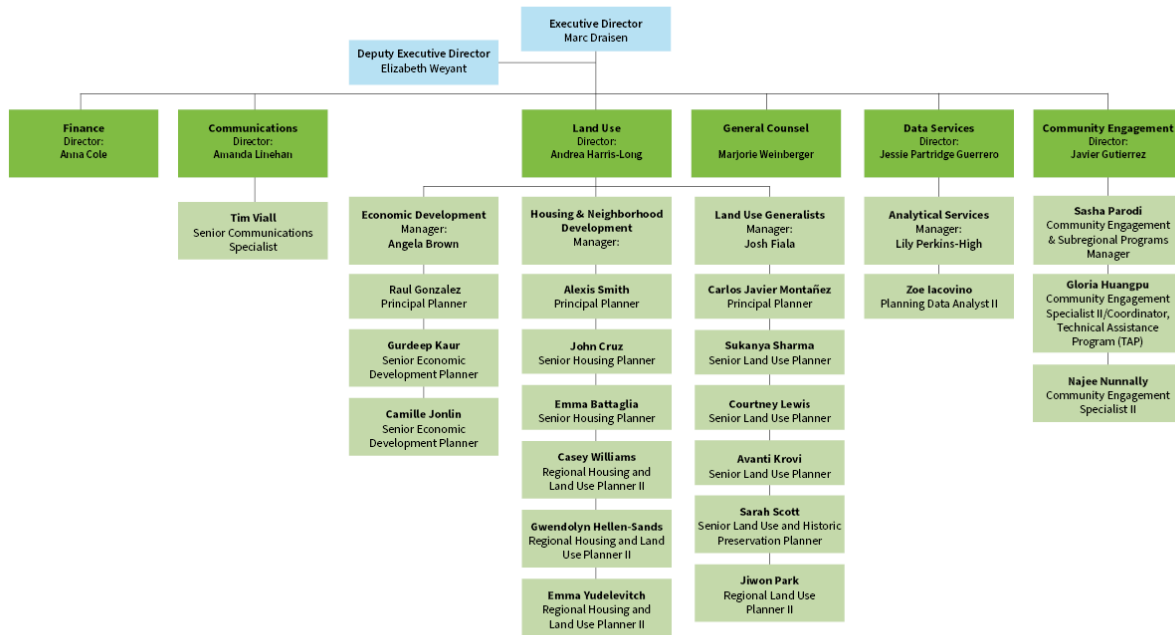 Executive Director
Marc Draisen
Deputy Executive Director
Elizabeth Weyant
Finance
Director:
Anna Cole
Communications
Director:
Amanda Linehan
Land Use
Director:
Andrea Harris-Long
General Counsel
Marjorie Weinberger
Data Services
Director:
Jessie Partridge Guerrero
Community Engagement
Director:
Javier Gutierrez
Tim Viall
Senior Communications
Specialist
Economic Development
Manager:
Angela Brown
Raul Gonzalez
Principal Planner
Gurdeep Kaur
Senior Economic
Development Planner
Camille Jonlin
Senior Economic
Development Planner
Housing & Neighborhood
Development
Manager:
Alexis Smith
Principal Planner
John Cruz
Senior Housing Planner
Emma Battaglia
Senior Housing Planner
Casey Williams
Regional Housing and
Land Use Planner II
Gwendolyn Hellen-Sands
Regional Housing and Land
Use Planner II
Emma Yudelevitch
Regional Housing and
Land Use Planner II
Land Use Generalists
Manager:
Josh Fiala
Carlos Javier Montañez
Principal Planner
Sukanya Sharma
Senior Land Use Planner
Courtney Lewis
Senior Land Use Planner
Avanti Krovi
Senior Land Use Planner
Sarah Scott
Senior Land Use and Historic
Preservation Planner
Jiwon Park
Regional Land Use
Planner II
Analytical Services
Manager:
Lily Perkins-High
Zoe Iacovino
Planning Data Analyst II
Sasha Parodi
Community Engagement
& Subregional Programs
Manager
Gloria Huangpu
Community Engagement
Specialist II/Coordinator,
Technical Assistance
Program (TAP)
Najee Nunnally
Community Engagement
Specialist II